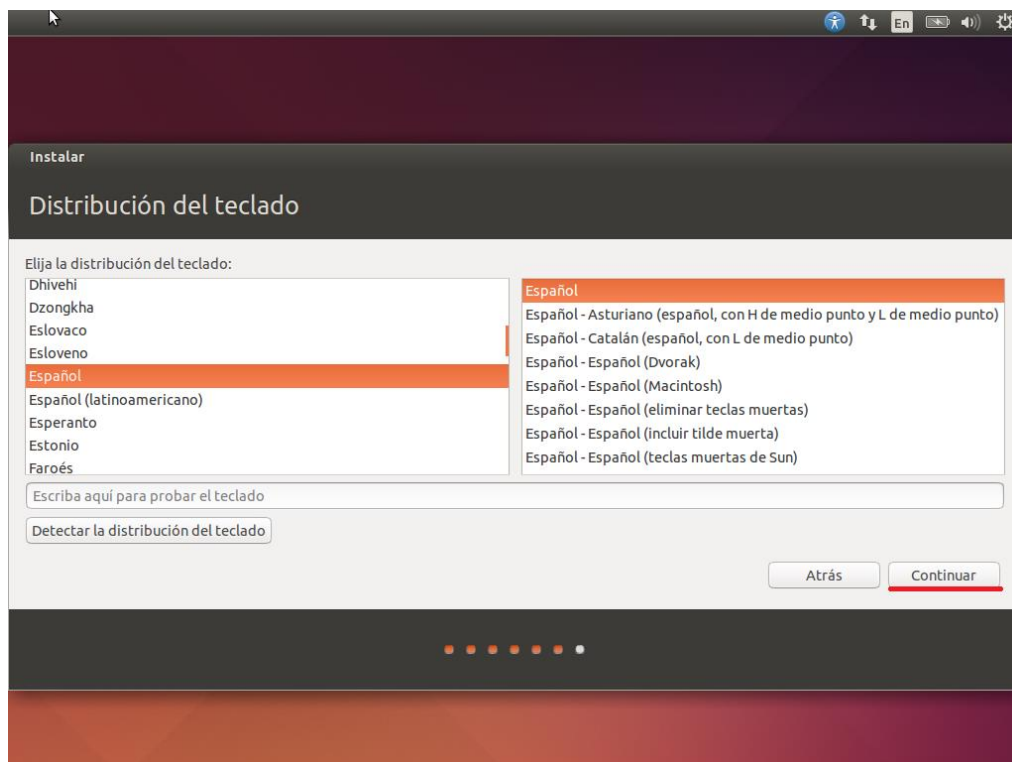 En
Instalar
Distribución del teclado
Elija la distribución del teclado:
Dhivehi
Dzongkha
Eslovaco
Esloveno
Español
Español (latinoamericano)
Esperanto
Estonio
Faroés
Español
Español - Asturiano (español, con H de medio punto y L de medio punto)
Español - Catalán (español, con L de medio punto)
Español - Español (Dvorak)
Español - Español (Macintosh)
Español - Español (eliminar teclas muertas)
Español - Español (incluir tilde muerta)
Español - Español (teclas muertas de Sun)
Escriba aquí para probar el teclado
Detectar la distribución del teclado
Atrás
Continuar